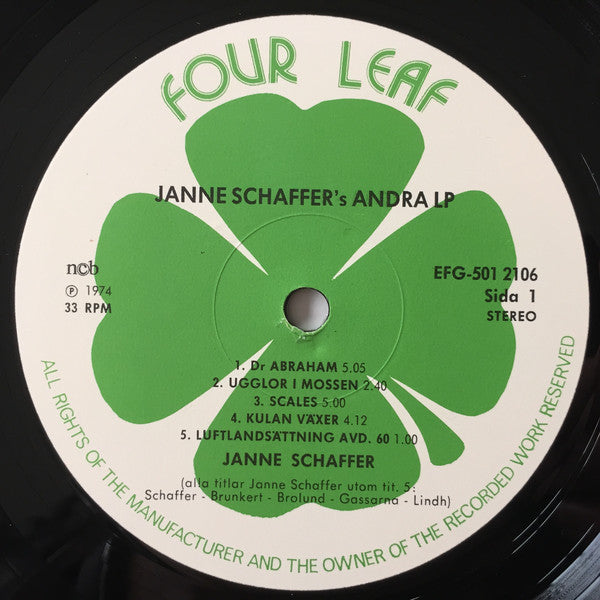 FOUR LEAF
JANNE SCHAFFER's ANDRA LP
ncb
Ⓟ 1974
33 RPM
EFG-501 2106
Sida 1
STEREO
1. Dr ABRAHAM 5.05
2. UGGLOR I MOSSEN 2.40
3. SCALES 5:00
4. KULAN VÄXER 4.12
5. LUFTLANDSÄTTNING AVD. 60 1.00
JANNE SCHAFFER
(alla titlar Janne Schaffer utom tit. 5:
Schaffer - Brunkert - Brolund - Gassarna - Lindh)
ALL RIGHTS OF THE MANUFACTURER AND THE OWNER OF THE RECORDED WORK RESERVED